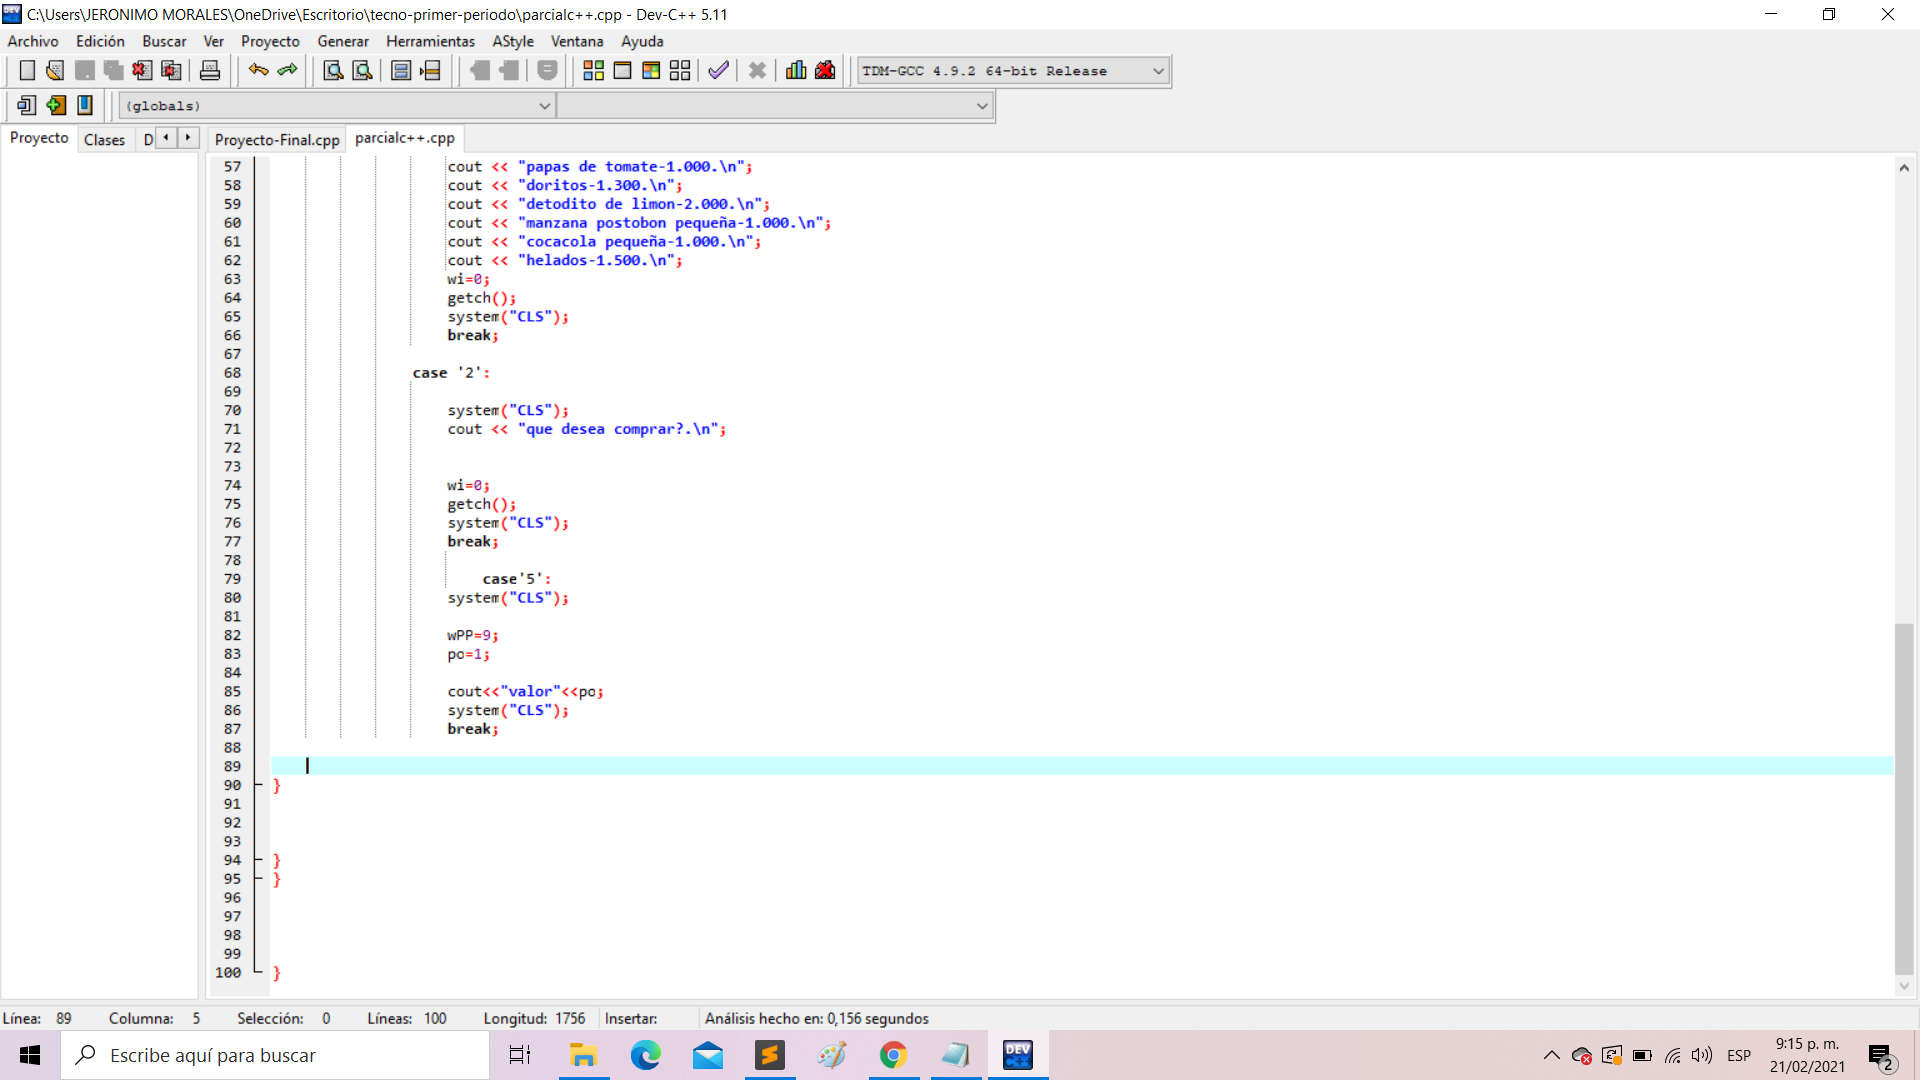 C:\Users\JERONIMO MORALES\OneDrive\Escritorio\tecno-primer-periodo\parcialc++.cpp - Dev-C++ 5.11
Archivo Edición Buscar Ver Proyecto Generar Herramientas AStyle Ventana Ayuda
TDM-GCC 4.9.2 64-bit Release
(globals)
Proyecto Clases D Proyecto-Final.cpp parcialc++.cpp
57 cout << "papas de tomate-1.000.\n";
58 cout << "doritos-1.300.\n";
59 cout << "detodito de limon-2.000.\n";
60 cout << "manzana postobon pequeña-1.000.\n";
61 cout << "cocacola pequeña-1.000.\n";
62 cout << "helados-1.500.\n";
63 wi=0;
64 getch();
65 system("CLS");
66 break;
67
68 case '2':
69
70 system("CLS");
71 cout << "que desea comprar?.\n";
72
73
74 wi=0;
75 getch();
76 system("CLS");
77 break;
78
79 case'5':
80 system("CLS");
81
82 wPP=9;
83 po=1;
84
85 cout<<"valor"<<po;
86 system("CLS");
87 break;
88
89
90 }
91
92
93
94 }
95 }
96
97
98
99
100 }
Línea: 89 Columna: 5 Selección: 0 Líneas: 100 Longitud: 1756 Insertar: Análisis hecho en: 0,156 segundos
Escribe aquí para buscar
DEV C++
ESP
9:15 p. m.
21/02/2021
2